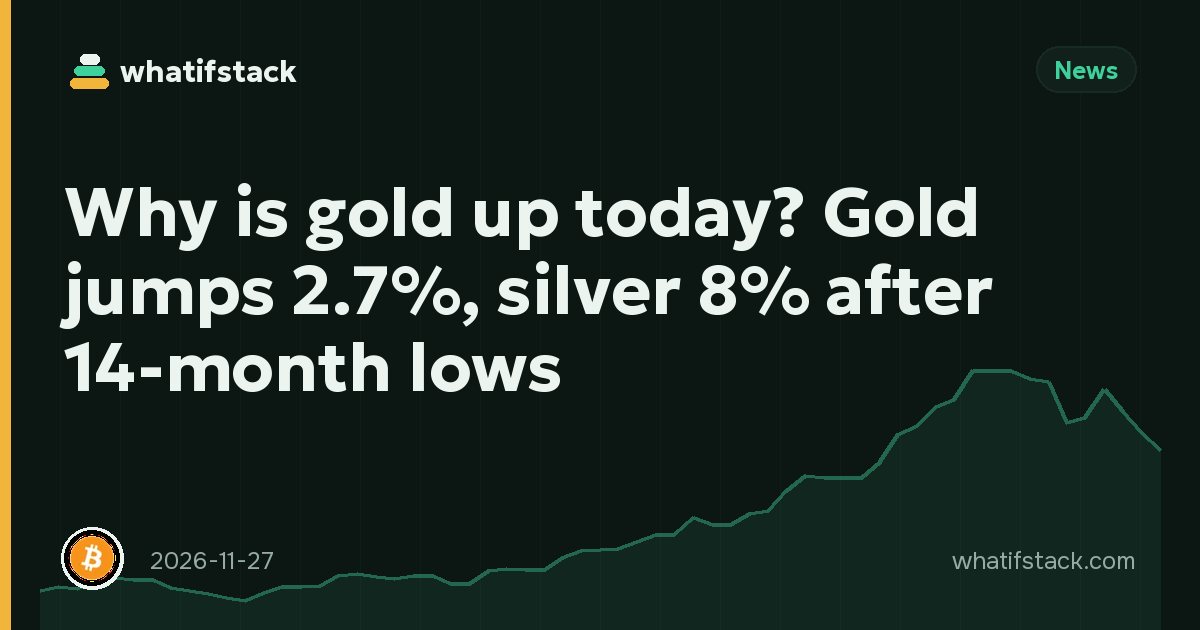 whatifstack
News
Why is gold up today? Gold
jumps 2.7%, silver 8% after
14-month lows
2026-11-27
whatifstack.com